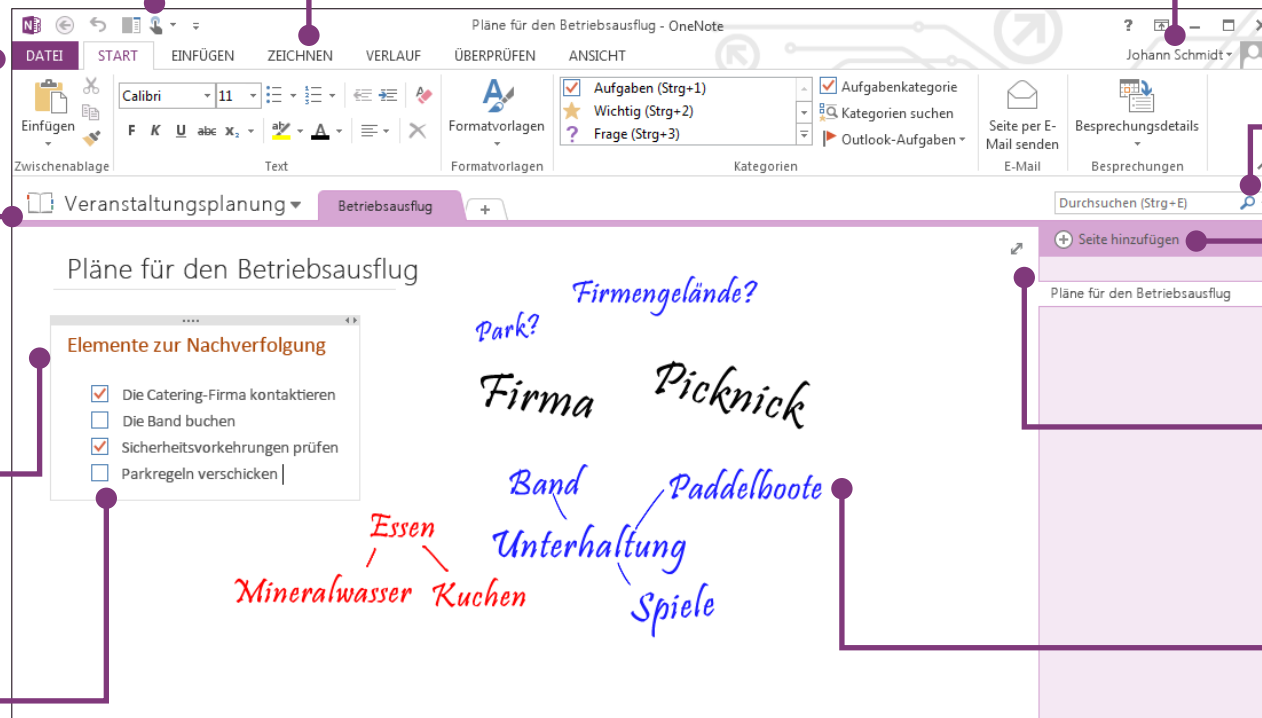 Pläne für den Betriebsausflug - OneNote
?
DATEI START EINFÜGEN ZEICHNEN VERLAUF ÜBERPRÜFEN ANSICHT Johann Schmidt
Einfügen
Calibri 11
F K U abc x₂ A
Formatvorlagen
Aufgaben (Strg+1)
Wichtig (Strg+2)
? Frage (Strg+3)
Aufgabenkategorie
Kategorien suchen
Outlook-Aufgaben
Seite per E-
Mail senden
Besprechungsdetails
Zwischenablage Text Formatvorlagen Kategorien E-Mail Besprechungen
Veranstaltungsplanung Betriebsausflug + Durchsuchen (Strg+E)
Seite hinzufügen
Pläne für den Betriebsausflug
Pläne für den Betriebsausflug
Elemente zur Nachverfolgung
Die Catering-Firma kontaktieren
Die Band buchen
Sicherheitsvorkehrungen prüfen
Parkregeln verschicken
Firmengelände?
Park?
Firma Picknick
Band Paddelboote
Unterhaltung
Spiele
Essen
Mineralwasser Kuchen